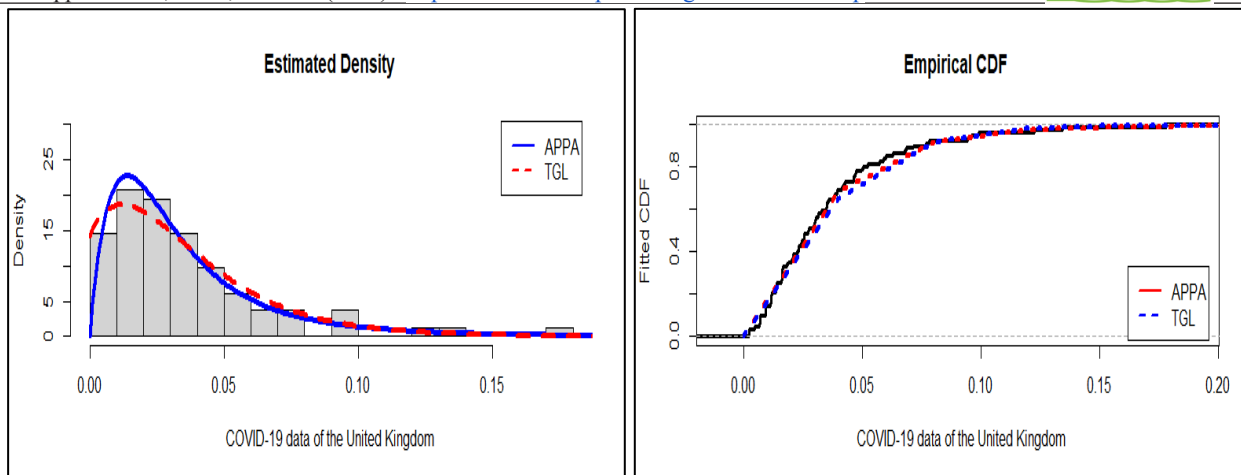 Estimated Density
APPA
TGL
Density
0
5
15
25
0.00 0.05 0.10 0.15
COVID-19 data of the United Kingdom
Empirical CDF
Fitted CDF
0.0
0.4
0.8
APPA
TGL
0.00 0.05 0.10 0.15 0.20
COVID-19 data of the United Kingdom